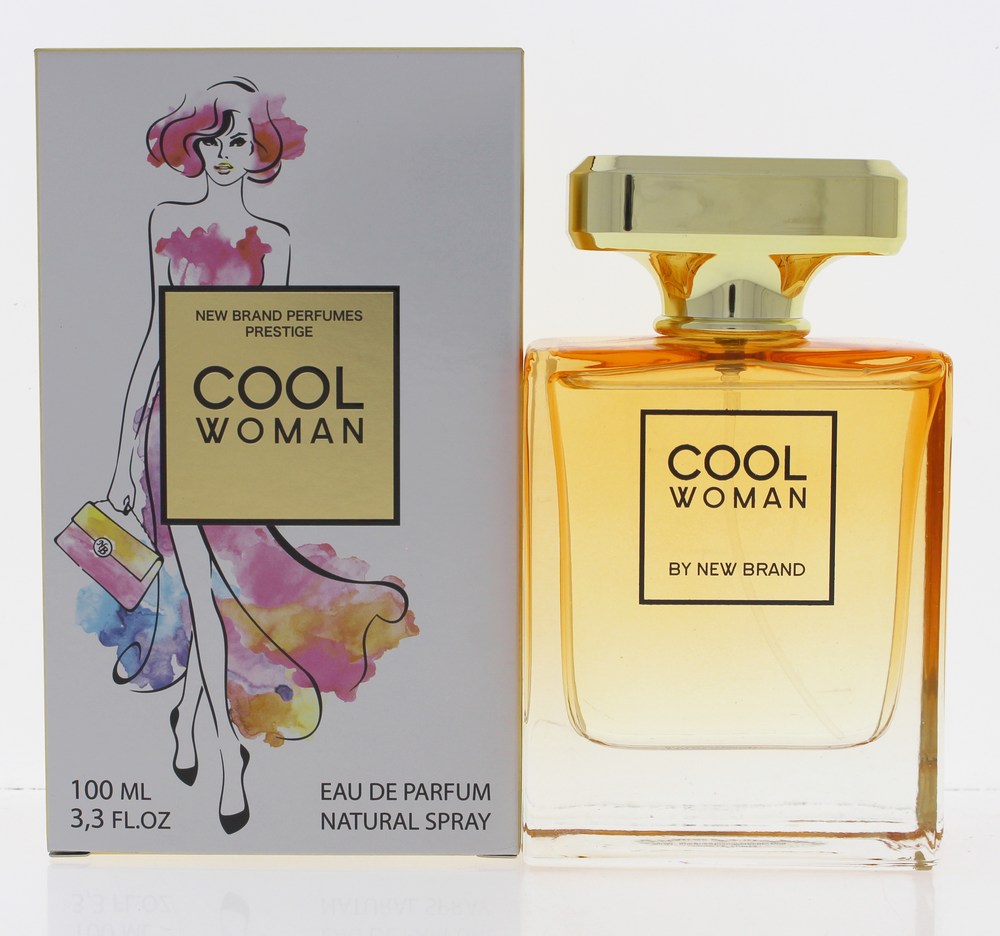 NEW BRAND PERFUMES
PRESTIGE
COOL
WOMAN
100 ML
3,3 FL.OZ
EAU DE PARFUM
NATURAL SPRAY
COOL
WOMAN
BY NEW BRAND